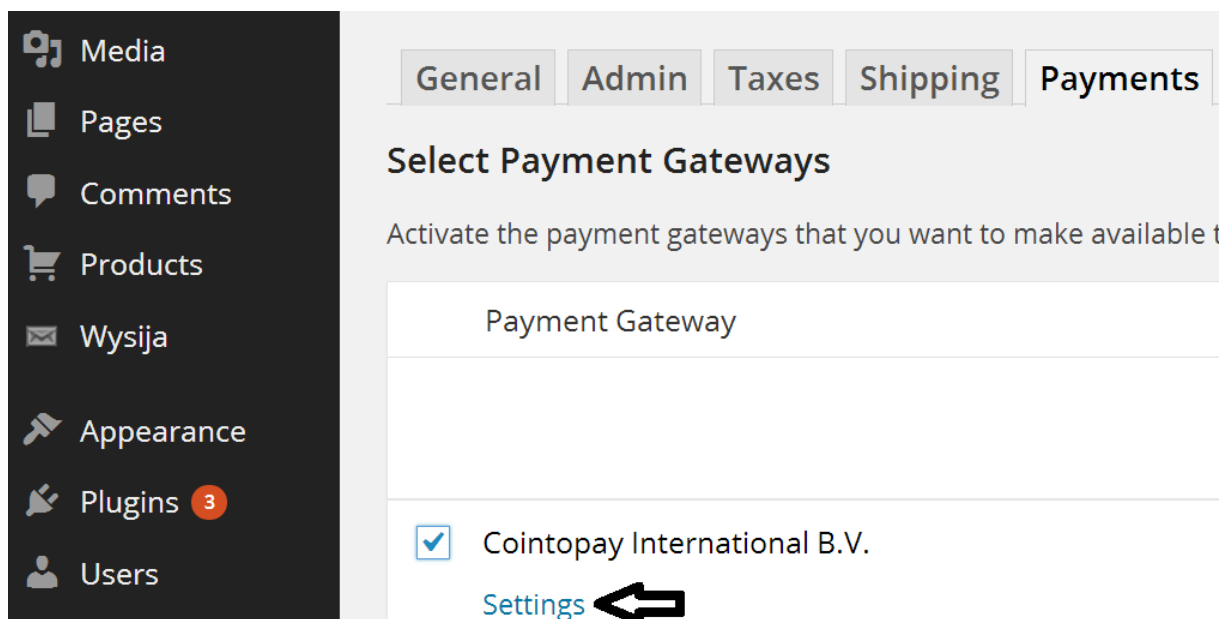 Media
Pages
Comments
Products
Wysija
Appearance
Plugins 3
Users
General Admin Taxes Shipping Payments
Select Payment Gateways
Activate the payment gateways that you want to make available t
Payment Gateway
Cointopay International B.V.
Settings